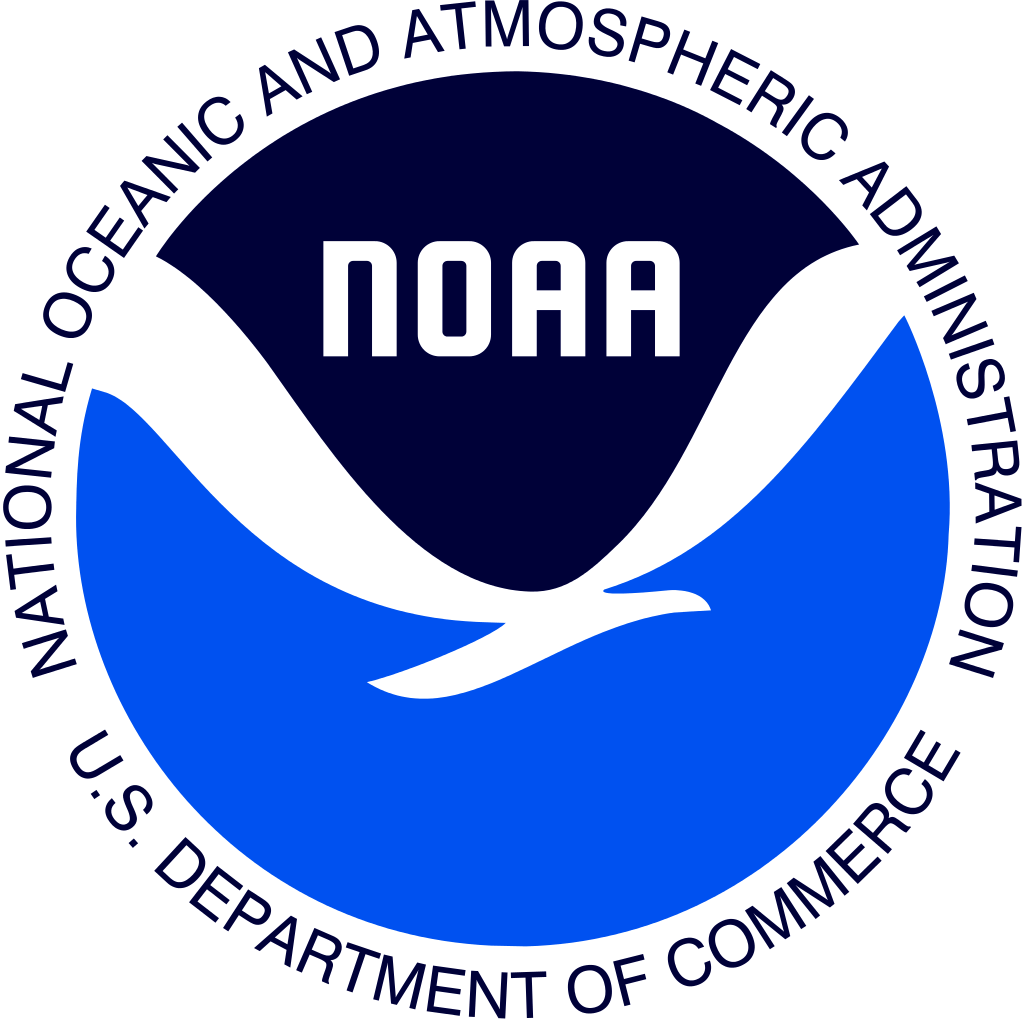 NATIONAL OCEANIC AND ATMOSPHERIC ADMINISTRATION
NOAA
U.S. DEPARTMENT OF COMMERCE